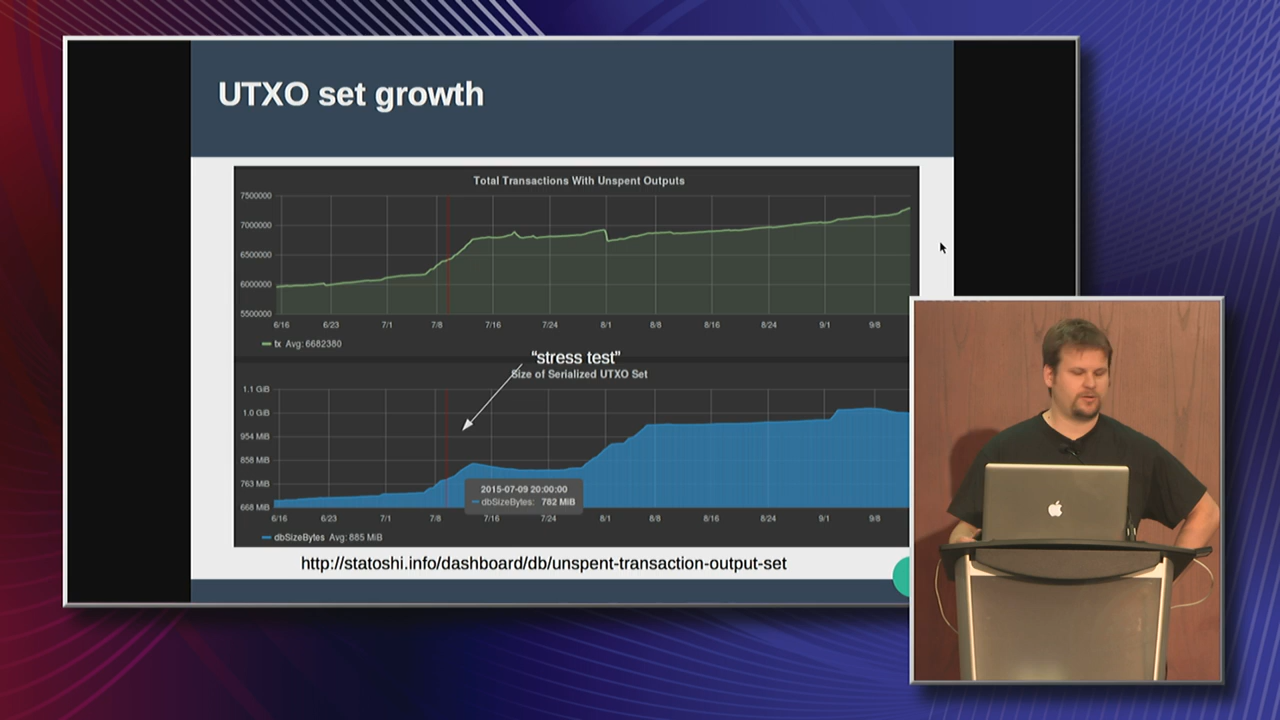 UTXO set growth
Total Transactions With Unspent Outputs
7500000
7000000
6500000
6000000
5500000
6/16 6/23 7/1 7/8 7/16 7/24 8/1 8/8 8/16 8/24 9/1 9/8
tx Avg: 6682380
“stress test”
Size of Serialized UTXO Set
1.1 GiB
1.0 GiB
954 MiB
858 MiB
763 MiB
668 MiB
2015-07-09 20:00:00
dbSizeBytes: 782 MiB
6/16 6/23 7/1 7/8 7/16 7/24 8/1 8/8 8/16 8/24 9/1 9/8
dbSizeBytes Avg: 885 MiB
http://statoshi.info/dashboard/db/unspent-transaction-output-set